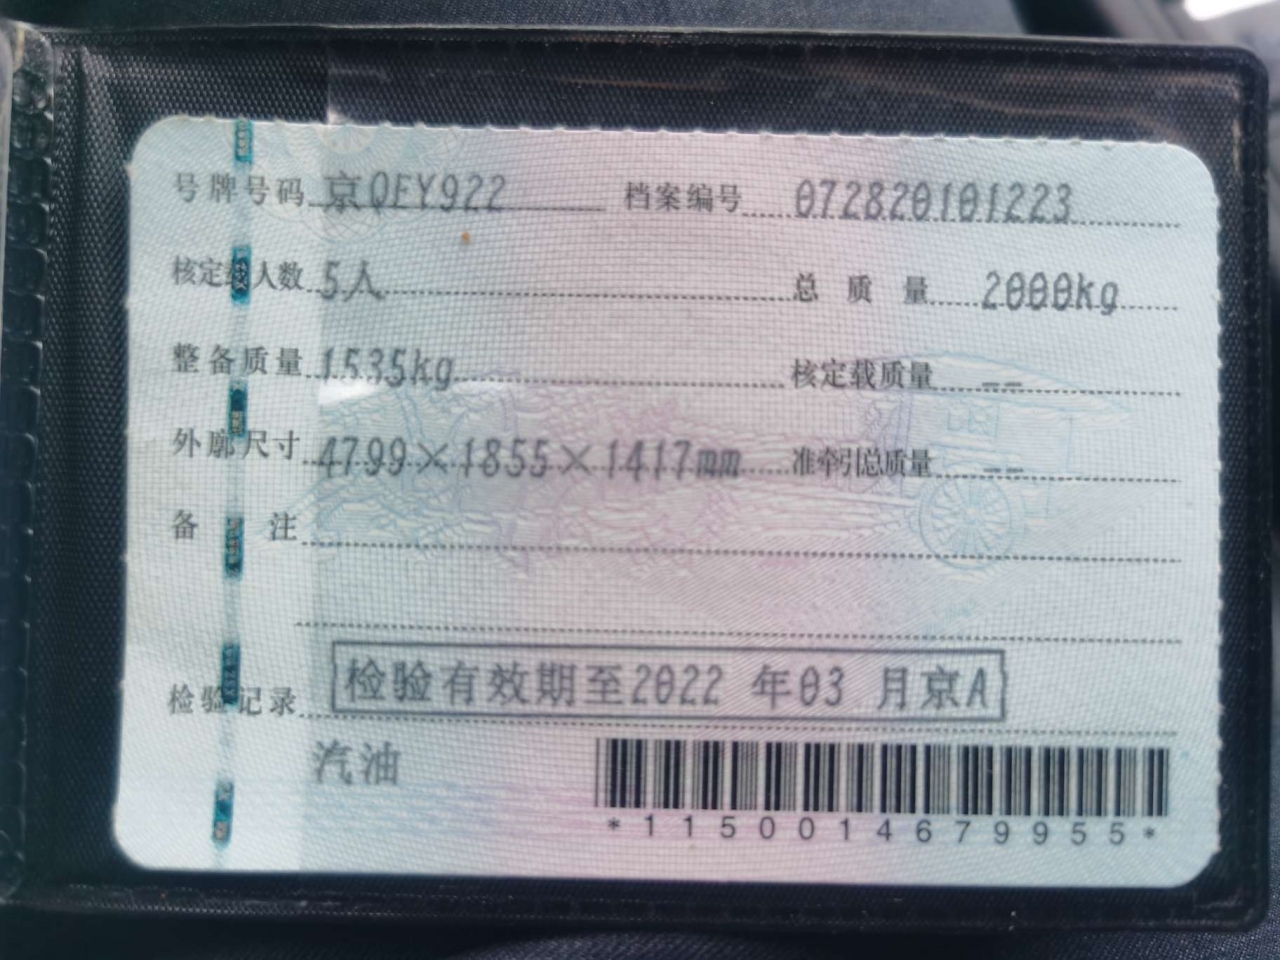 号牌号码 京QFY922 档案编号 072820101223
核定载人数 5人 总质量 2000kg
整备质量 1535kg 核定载质量 --
外廓尺寸 4799×1855×1417mm 准牵引总质量 --
备注
检验记录 检验有效期至2022 年03 月京A
汽油
*1150014679955*